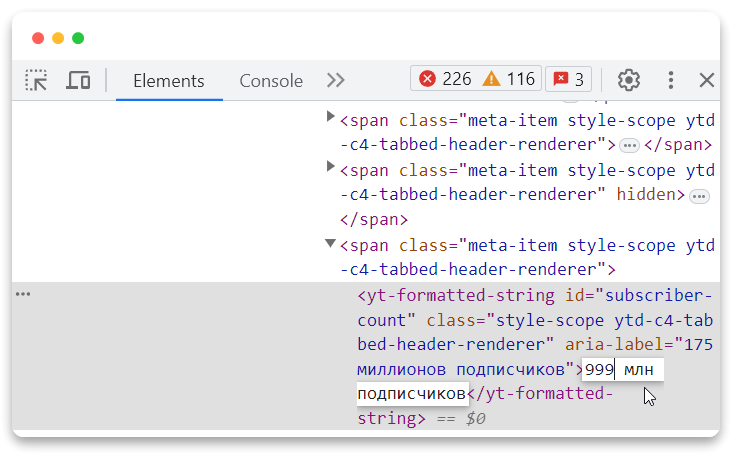 Elements Console 226 116 3
<span class="meta-item style-scope ytd
-c4-tabbed-header-renderer">…</span>
<span class="meta-item style-scope ytd
-c4-tabbed-header-renderer" hidden>…
</span>
<span class="meta-item style-scope ytd
-c4-tabbed-header-renderer">
<yt-formatted-string id="subscriber-
count" class="style-scope ytd-c4-tab
bed-header-renderer" aria-label="175
миллионов подписчиков">999 млн
подписчиков</yt-formatted-
string> == $0